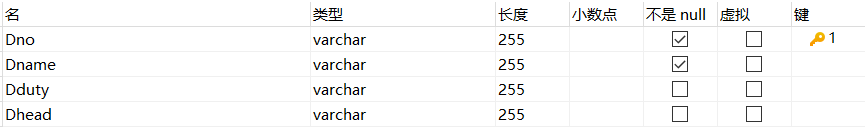 名 类型 长度 小数点 不是 null 虚拟 键
Dno varchar 255 1
Dname varchar 255
Dduty varchar 255
Dhead varchar 255